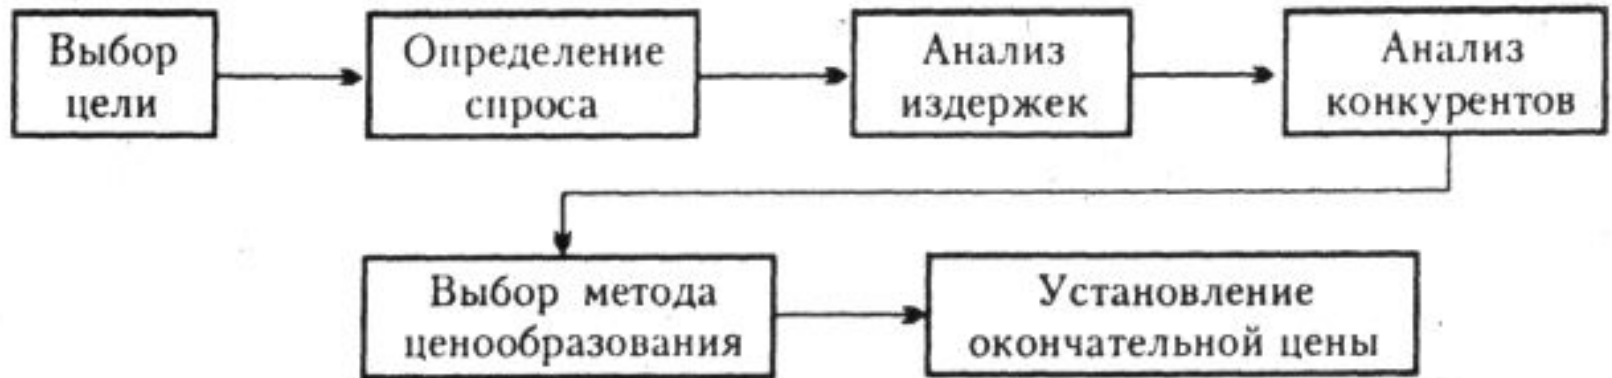 Выбор
цели
Определение
спроса
Анализ
издержек
Анализ
конкурентов
Выбор метода
ценообразования
Установление
окончательной цены